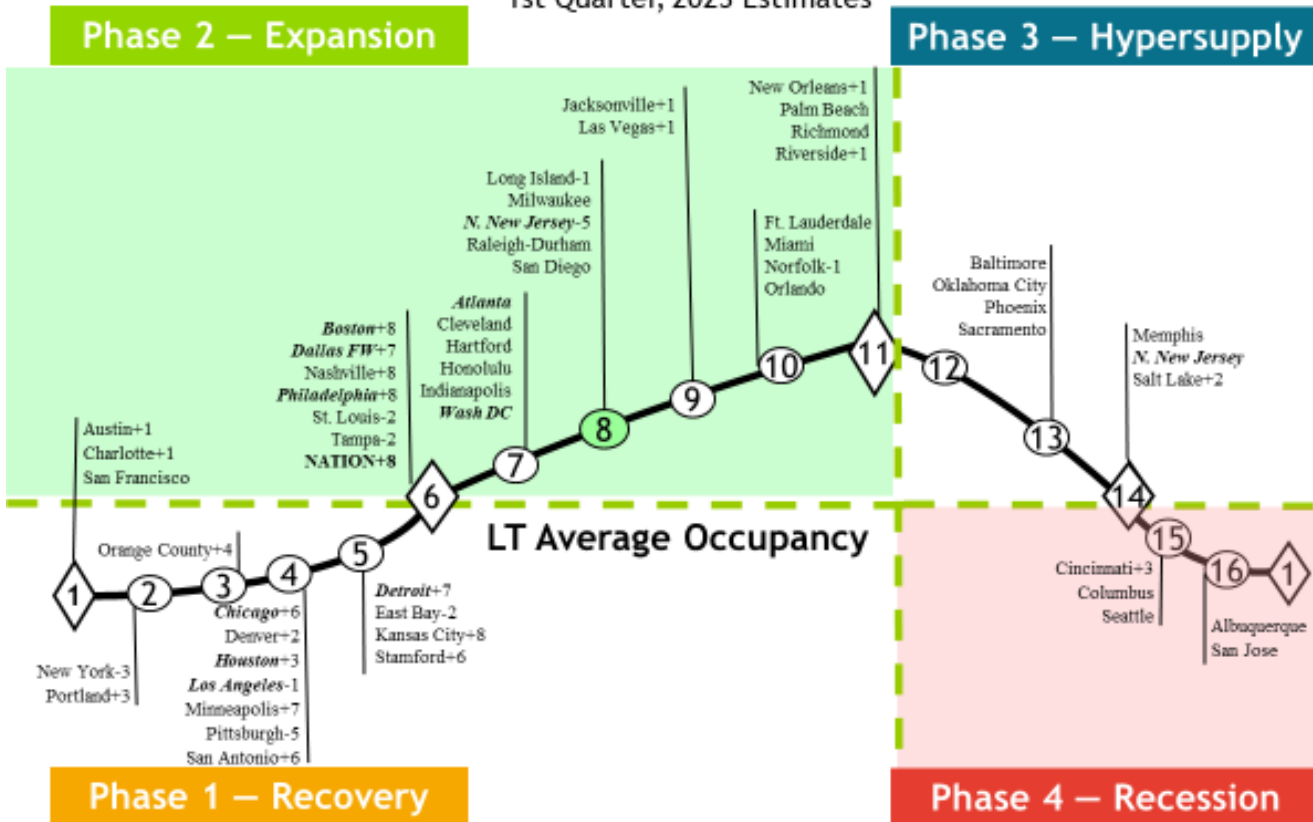 1st Quarter, 2023 Estimates
Phase 2 — Expansion
Phase 3 — Hypersupply
New Orleans+1
Palm Beach
Richmond
Riverside+1
Jacksonville+1
Las Vegas+1
Long Island-1
Milwaukee
N. New Jersey-5
Raleigh-Durham
San Diego
Ft. Lauderdale
Miami
Norfolk-1
Orlando
Baltimore
Oklahoma City
Phoenix
Sacramento
Atlanta
Cleveland
Hartford
Honolulu
Indianapolis
Wash DC
Boston+8
Dallas FW+7
Nashville+8
Philadelphia+8
St. Louis-2
Tampa-2
NATION+8
Memphis
N. New Jersey
Salt Lake+2
Austin+1
Charlotte+1
San Francisco
11
12
10
9
8
13
7
6
14
LT Average Occupancy
15
Orange County+4
5
4
3
2
1
16
1
Cincinnati+3
Columbus
Seattle
Albuquerque
San Jose
Detroit+7
East Bay-2
Kansas City+8
Stamford+6
Chicago+6
Denver+2
Houston+3
Los Angeles-1
Minneapolis+7
Pittsburgh-5
San Antonio+6
New York-3
Portland+3
Phase 1 — Recovery
Phase 4 — Recession